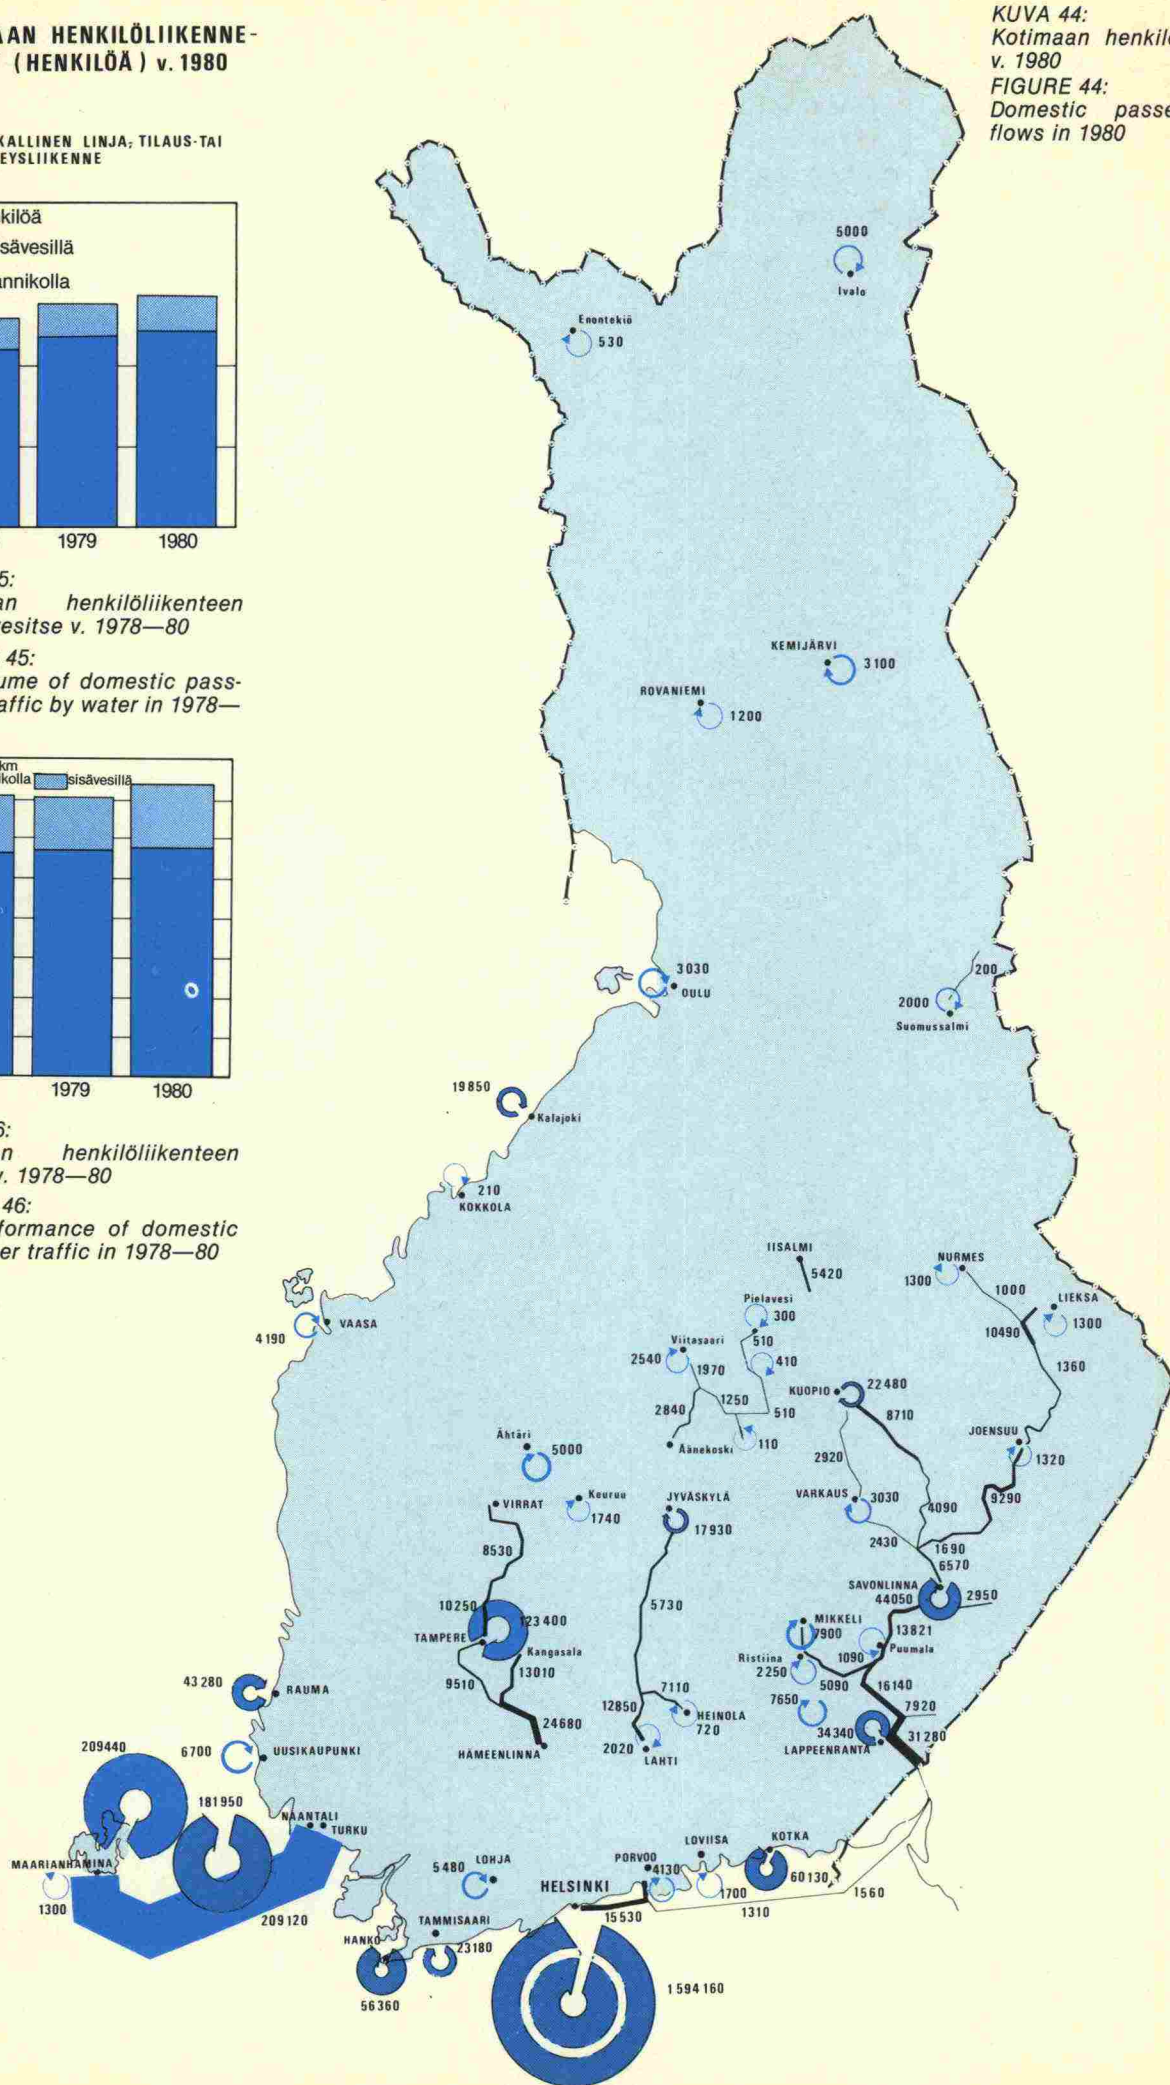 AAN HENKILÖLIIKENNE-
(HENKILÖÄ) v. 1980
KALLINEN LINJA; TILAUS-TAI
EYSLIIKENNE
kilöä
sävesillä
annikolla
1979 1980
5:
an henkilöliikenteen
esitse v. 1978—80
45:
ume of domestic pass-
affic by water in 1978—
km
ikolla sisävesillä
1979 1980
6:
n henkilöliikenteen
v. 1978—80
46:
formance of domestic
er traffic in 1978—80
KUVA 44:
Kotimaan henkilö
v. 1980
FIGURE 44:
Domestic passe
flows in 1980
5000
Ivalo
Enontekiö
530
KEMIJÄRVI
3100
ROVANIEMI
1200
3030
OULU
200
2000
Suomussalmi
19850
Kalajoki
210
KOKKOLA
VAASA
4190
IISALMI
5420
NURMES
1300
1000
LIEKSA
1300
10490
1360
Pielavesi
300
510
410
Viitasaari
2540
1970
1250
510
2840
Äänekoski
110
KUOPIO
22480
8710
2920
JOENSUU
1320
9290
Ähtäri
5000
VIRRAT
Keuruu
1740
JYVÄSKYLÄ
17930
VARKAUS
3030
4090
2430
1690
6570
8530
SAVONLINNA
44050
2950
10250
123400
TAMPERE
Kangasala
13010
9510
5730
MIKKELI
7900
13821
Puumala
1090
Ristiina
2250
5090
16140
24680
HÄMEENLINNA
7110
12850
HEINOLA
720
2020
LAHTI
7650
7920
34340
31280
LAPPEENRANTA
43280
RAUMA
6700
UUSIKAUPUNKI
209440
181950
NAANTALI
TURKU
MAARIANHAMINA
1300
209120
5480
LOHJA
PORVOO
4130
LOVIISA
KOTKA
60130
1700
1560
HELSINKI
15530
1310
TAMMISAARI
23180
HANKO
56360
1594160